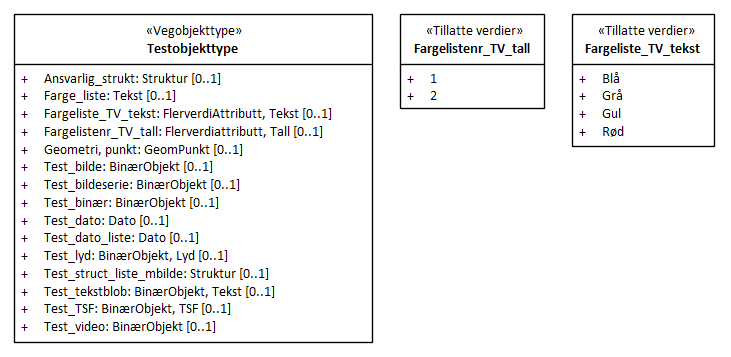 «Vegobjekttype»
Testobjekttype
+ Ansvarlig_strukt: Struktur [0..1]
+ Farge_liste: Tekst [0..1]
+ Fargeliste_TV_tekst: FlerverdiAttributt, Tekst [0..1]
+ Fargelistenr_TV_tall: Flerverdiattributt, Tall [0..1]
+ Geometri, punkt: GeomPunkt [0..1]
+ Test_bilde: BinærObjekt [0..1]
+ Test_bildeserie: BinærObjekt [0..1]
+ Test_binær: BinærObjekt [0..1]
+ Test_dato: Dato [0..1]
+ Test_dato_liste: Dato [0..1]
+ Test_lyd: BinærObjekt, Lyd [0..1]
+ Test_struct_liste_mbilde: Struktur [0..1]
+ Test_tekstblob: BinærObjekt, Tekst [0..1]
+ Test_TSF: BinærObjekt, TSF [0..1]
+ Test_video: BinærObjekt [0..1]
«Tillatte verdier»
Fargelistenr_TV_tall
+ 1
+ 2
«Tillatte verdier»
Fargeliste_TV_tekst
+ Blå
+ Grå
+ Gul
+ Rød